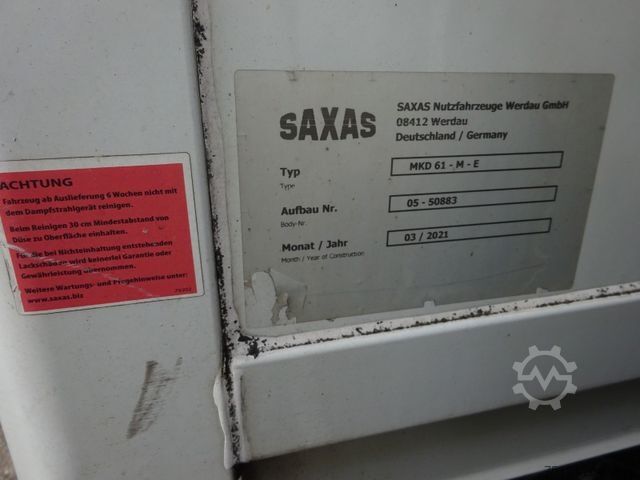 SAXAS
SAXAS Nutzfahrzeuge Werdau GmbH
08412 Werdau
Deutschland / Germany
Typ
Type
MKD 61 - M - E
Aufbau Nr.
Body-Nr.
05 - 50883
Monat / Jahr
Month / Year of Construction
03 / 2021
ACHTUNG
Fahrzeug ab Auslieferung 6 Wochen nicht mit
dem Dampfstrahlgerät reinigen.
Beim Reinigen 30 cm Mindestabstand von
Düse zu Oberfläche einhalten.
Für die bei Nichteinhaltung entstehenden
Lackschäden wird keinerlei Garantie oder
Gewährleistung übernommen.
Weitere Wartungs- und Pflegehinweise unter:
www.saxas.biz